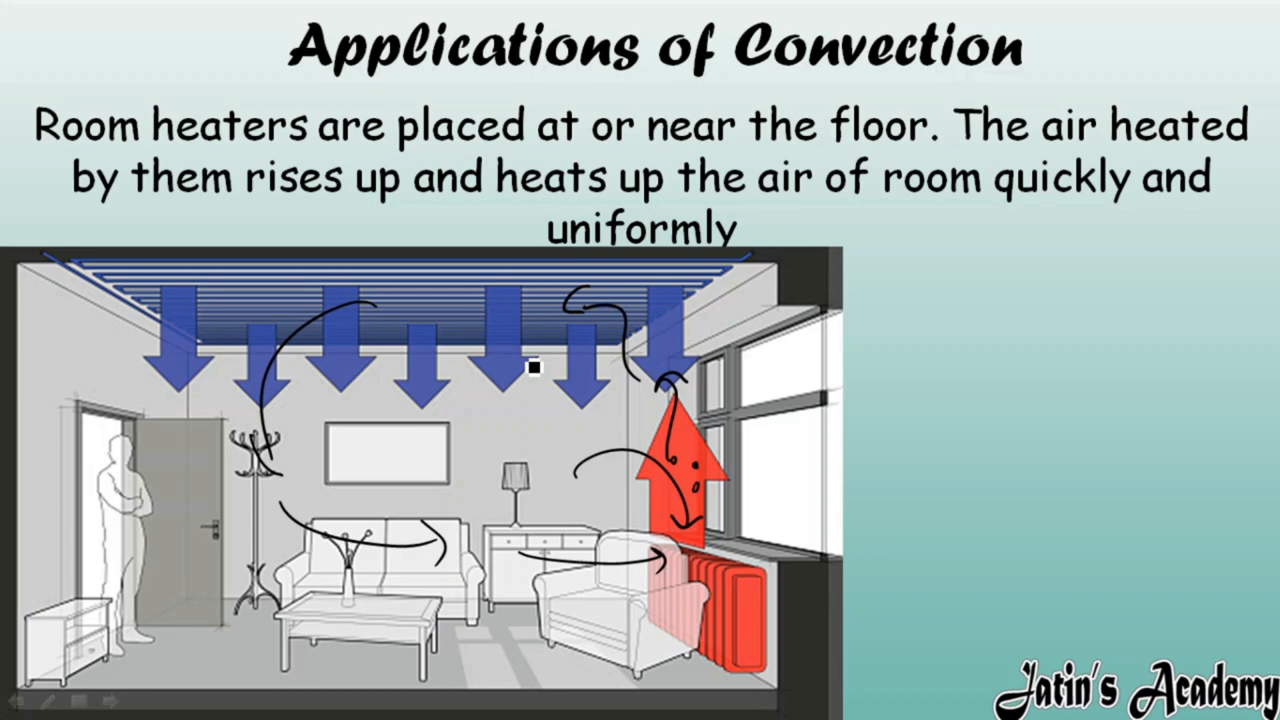 Applications of Convection
Room heaters are placed at or near the floor. The air heated
by them rises up and heats up the air of room quickly and
uniformly
Jatin's Academy